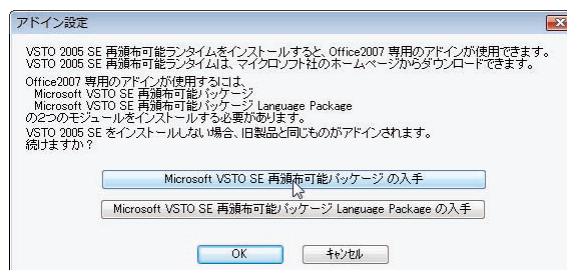 アドイン設定
VSTO 2005 SE 再頒布可能ランタイムをインストールすると、Office2007 専用のアドインが使用できます。
VSTO 2005 SE 再頒布可能ランタイムは、マイクロソフト社のホームページからダウンロードできます。
Office2007 専用のアドインが使用するには、
Microsoft VSTO SE 再頒布可能パッケージ
Microsoft VSTO SE 再頒布可能パッケージ Language Package
の2つのモジュールをインストールする必要があります。
VSTO 2005 SE をインストールしない場合、旧製品と同じものがアドインされます。
続けますか?
Microsoft VSTO SE 再頒布可能パッケージ の入手
Microsoft VSTO SE 再頒布可能パッケージ Language Package の入手
OK
キャンセル